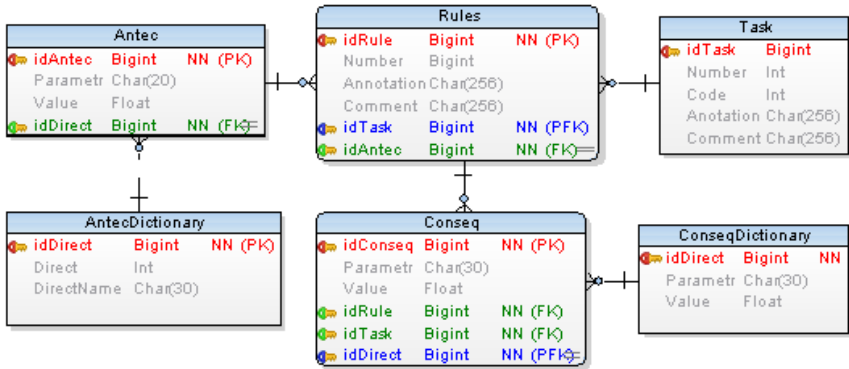 Antec
idAntec Bigint NN (PK)
Parametr Char(20)
Value Float
idDirect Bigint NN (FK)
Rules
idRule Bigint NN (PK)
Number Bigint
Annotation Char(256)
Comment Char(256)
idTask Bigint NN (PFK)
idAntec Bigint NN (FK)
Task
idTask Bigint
Number Int
Code Int
Anotation Char(256)
Comment Char(256)
AntecDictionary
idDirect Bigint NN (PK)
Direct Int
DirectName Char(30)
Conseq
idConseq Bigint NN (PK)
Parametr Char(30)
Value Float
idRule Bigint NN (FK)
idTask Bigint NN (FK)
idDirect Bigint NN (PFK)
ConseqDictionary
idDirect Bigint NN
Parametr Char(30)
Value Float